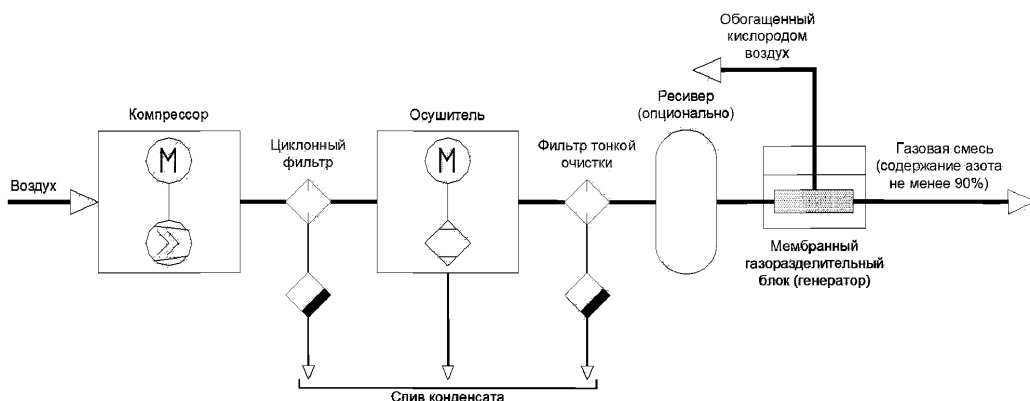 Обогащенный
кислородом
воздух
Компрессор
Циклонный
фильтр
Осушитель
Фильтр тонкой
очистки
Ресивер
(опционально)
Газовая смесь
(содержание азота
не менее 90%)
Воздух
M
M
Мембранный
газоразделительный
блок (генератор)
Слив конденсата